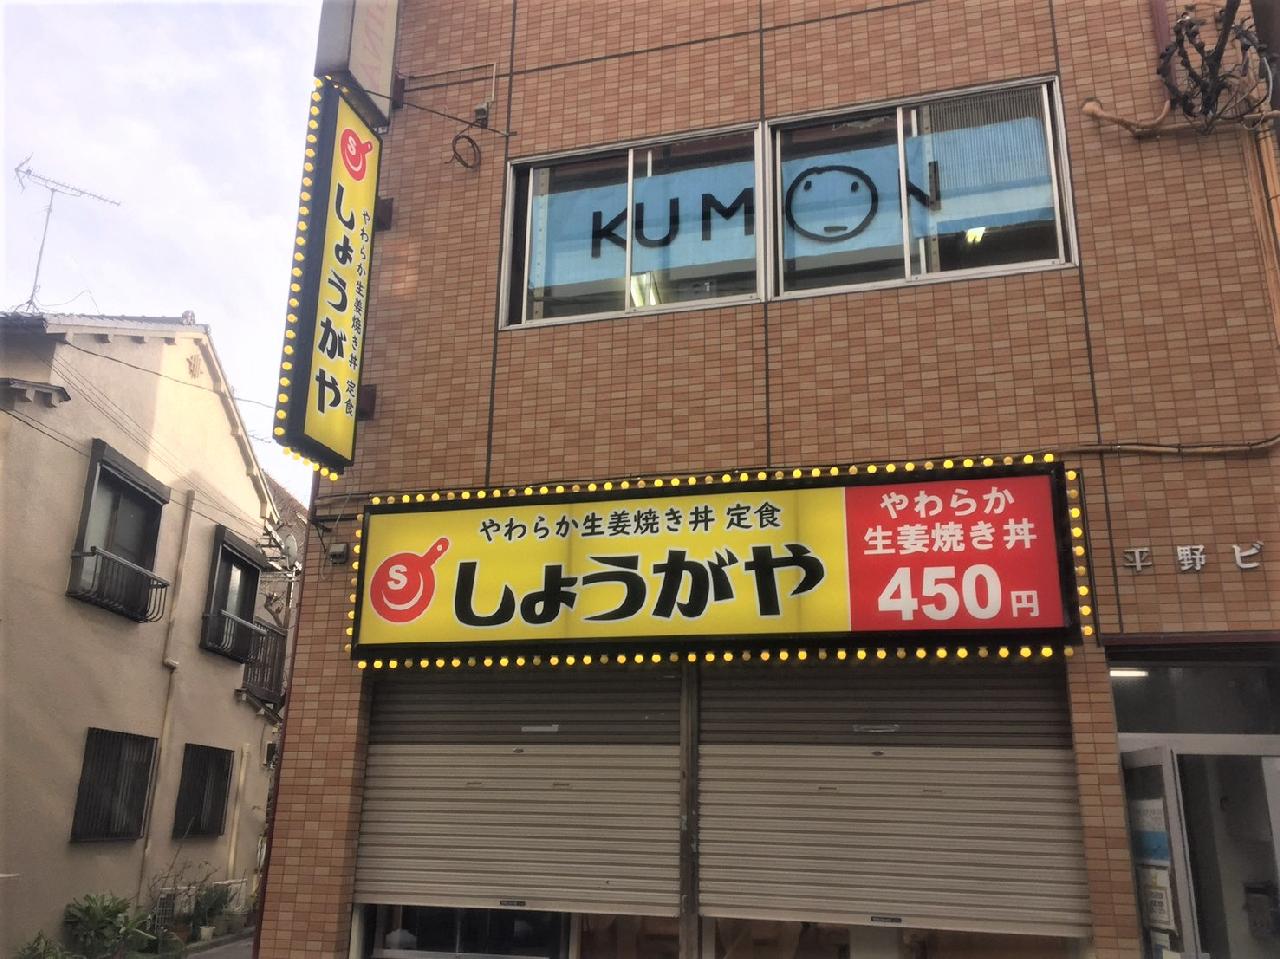 S
しょうがや
やわらか生姜焼き丼 定食
KUMON
やわらか生姜焼き丼 定食
S
しょうがや
やわらか
生姜焼き丼
450円
平野ビ